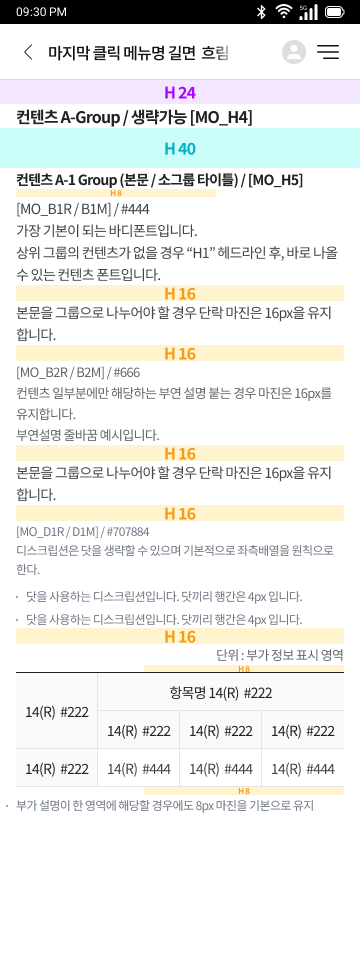 09:30 PM
5G
마지막 클릭 메뉴명 길면 흐림
H 24
컨텐츠 A-Group / 생략가능 [MO_H4]
H 40
컨텐츠 A-1 Group (본문 / 소그룹 타이틀) / [MO_H5]
H 8
[MO_B1R / B1M] / #444
가장 기본이 되는 바디폰트입니다.
상위 그룹의 컨텐츠가 없을 경우 “H1” 헤드라인 후, 바로 나올
수 있는 컨텐츠 폰트입니다.
H 16
본문을 그룹으로 나누어야 할 경우 단락 마진은 16px을 유지
합니다.
H 16
[MO_B2R / B2M] / #666
컨텐츠 일부분에만 해당하는 부연 설명 붙는 경우 마진은 16px를
유지합니다.
부연설명 줄바꿈 예시입니다.
H 16
본문을 그룹으로 나누어야 할 경우 단락 마진은 16px을 유지
합니다.
H 16
[MO_D1R / D1M] / #707884
디스크립션은 닷을 생략할 수 있으며 기본적으로 좌측배열을 원칙으로
한다.
· 닷을 사용하는 디스크립션입니다. 닷끼리 행간은 4px 입니다.
· 닷을 사용하는 디스크립션입니다. 닷끼리 행간은 4px 입니다.
H 16
단위 : 부가 정보 표시 영역
H 8
14(R) #222 항목명 14(R) #222
14(R) #222 14(R) #222 14(R) #222
14(R) #222 14(R) #444 14(R) #444 14(R) #444
H 8
· 부가 설명이 한 영역에 해당할 경우에도 8px 마진을 기본으로 유지